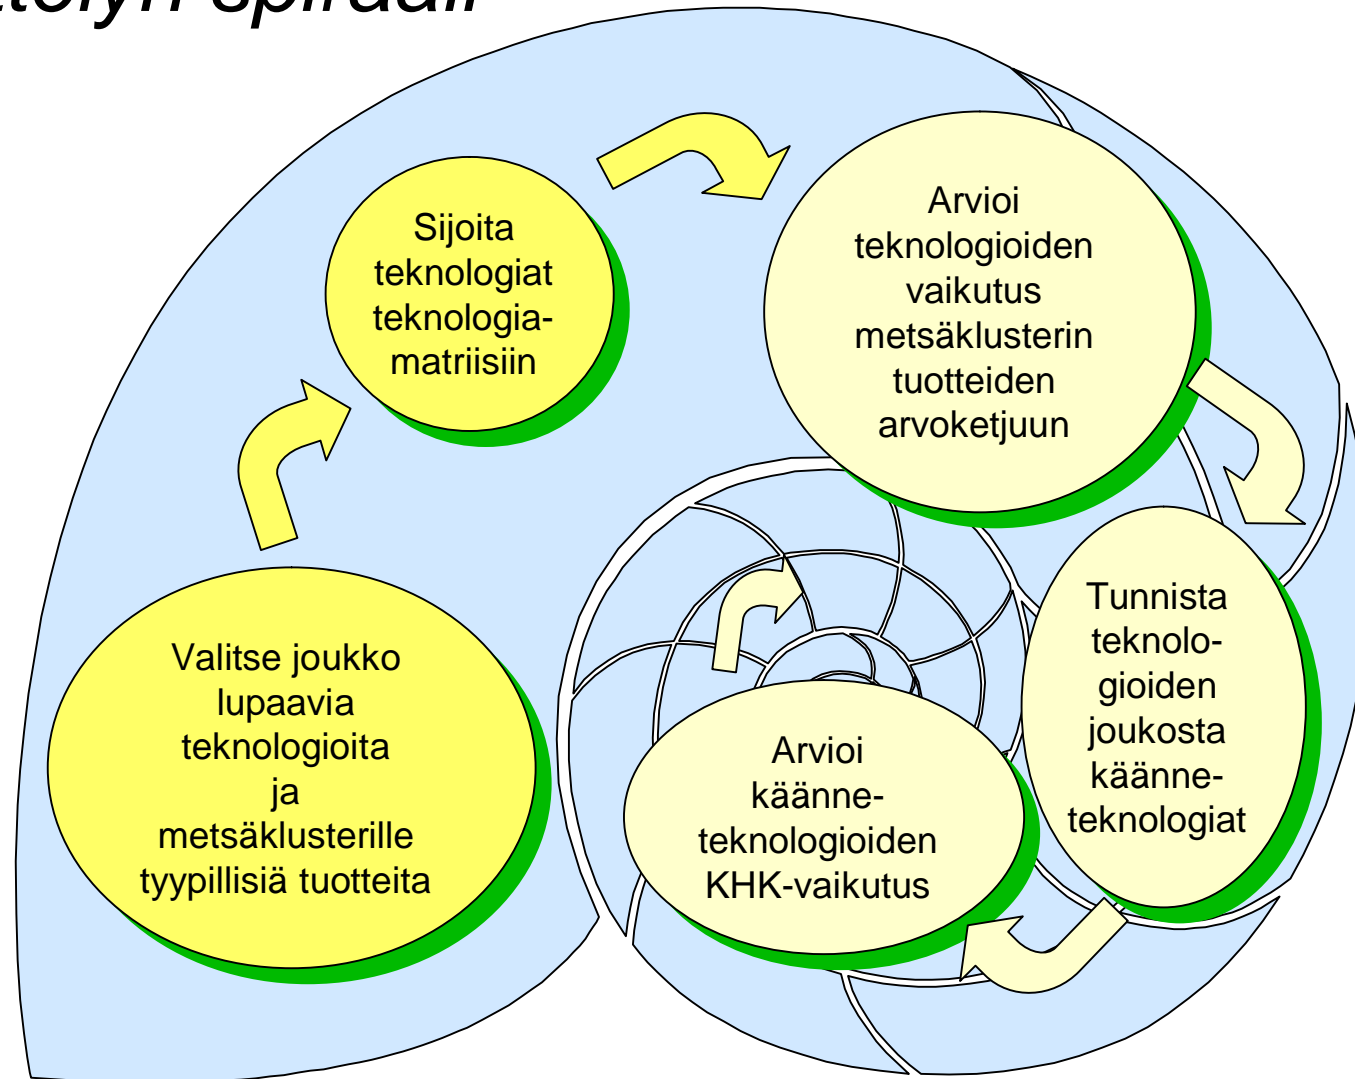 spiraali
Valitse joukko
lupaavia
teknologioita
ja
metsäklusterille
tyypillisiä tuotteita
Sijoita
teknologiat
teknologia-
matriisiin
Arvioi
teknologioiden
vaikutus
metsäklusterin
tuotteiden
arvoketjuun
Tunnista
teknolo-
gioiden
joukosta
käänne-
teknologiat
Arvioi
käänne-
teknologioiden
KHK-vaikutus